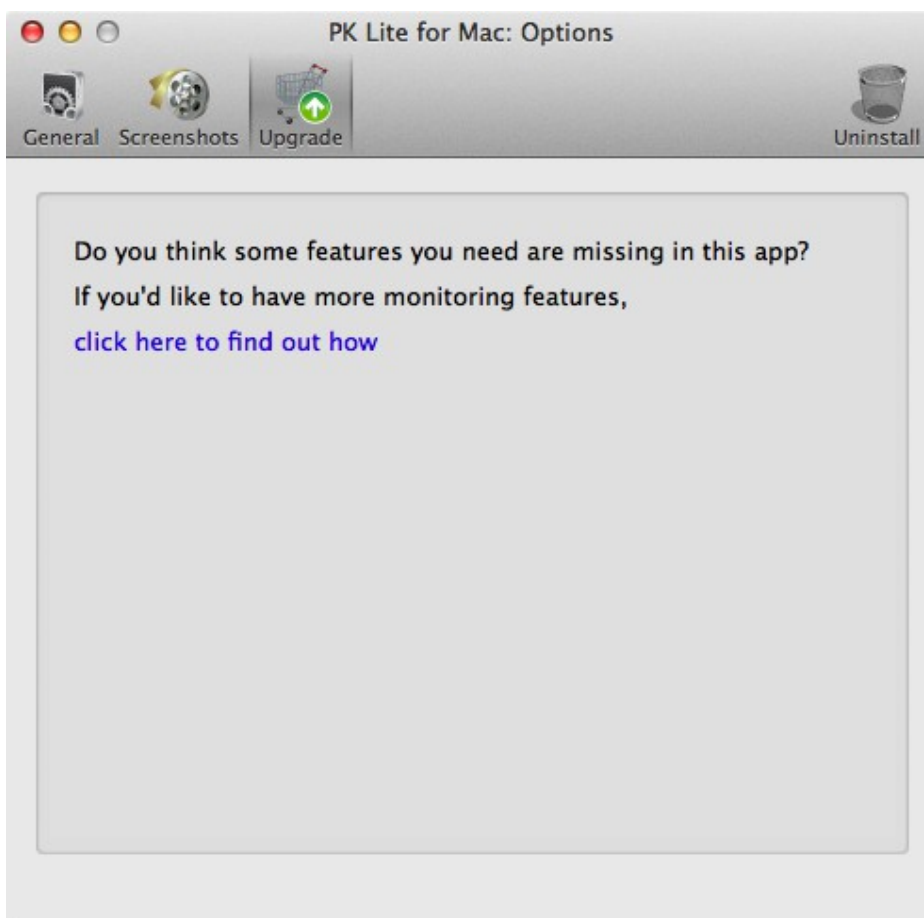 PK Lite for Mac: Options
General Screenshots Upgrade Uninstall
Do you think some features you need are missing in this app?
If you'd like to have more monitoring features,
click here to find out how